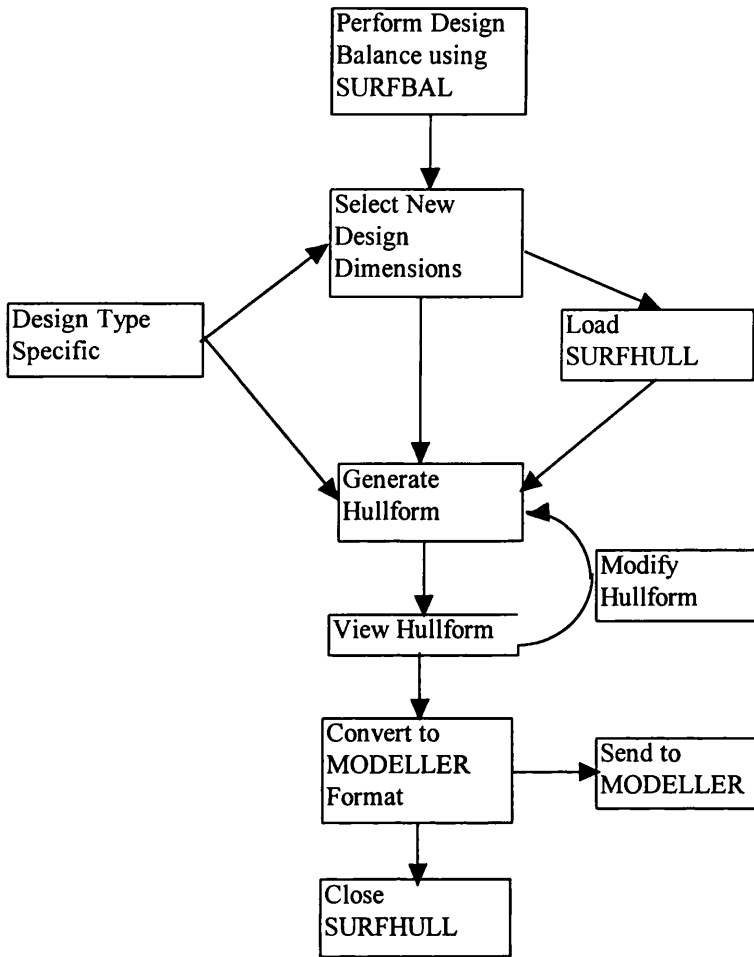 Perform Design
Balance using
SURFBAL
Select New
Design
Dimensions
Design Type
Specific
Load
SURFHULL
Generate
Hullform
Modify
Hullform
View Hullform
Convert to
MODELLER
Format
Send to
MODELLER
Close
SURFHULL